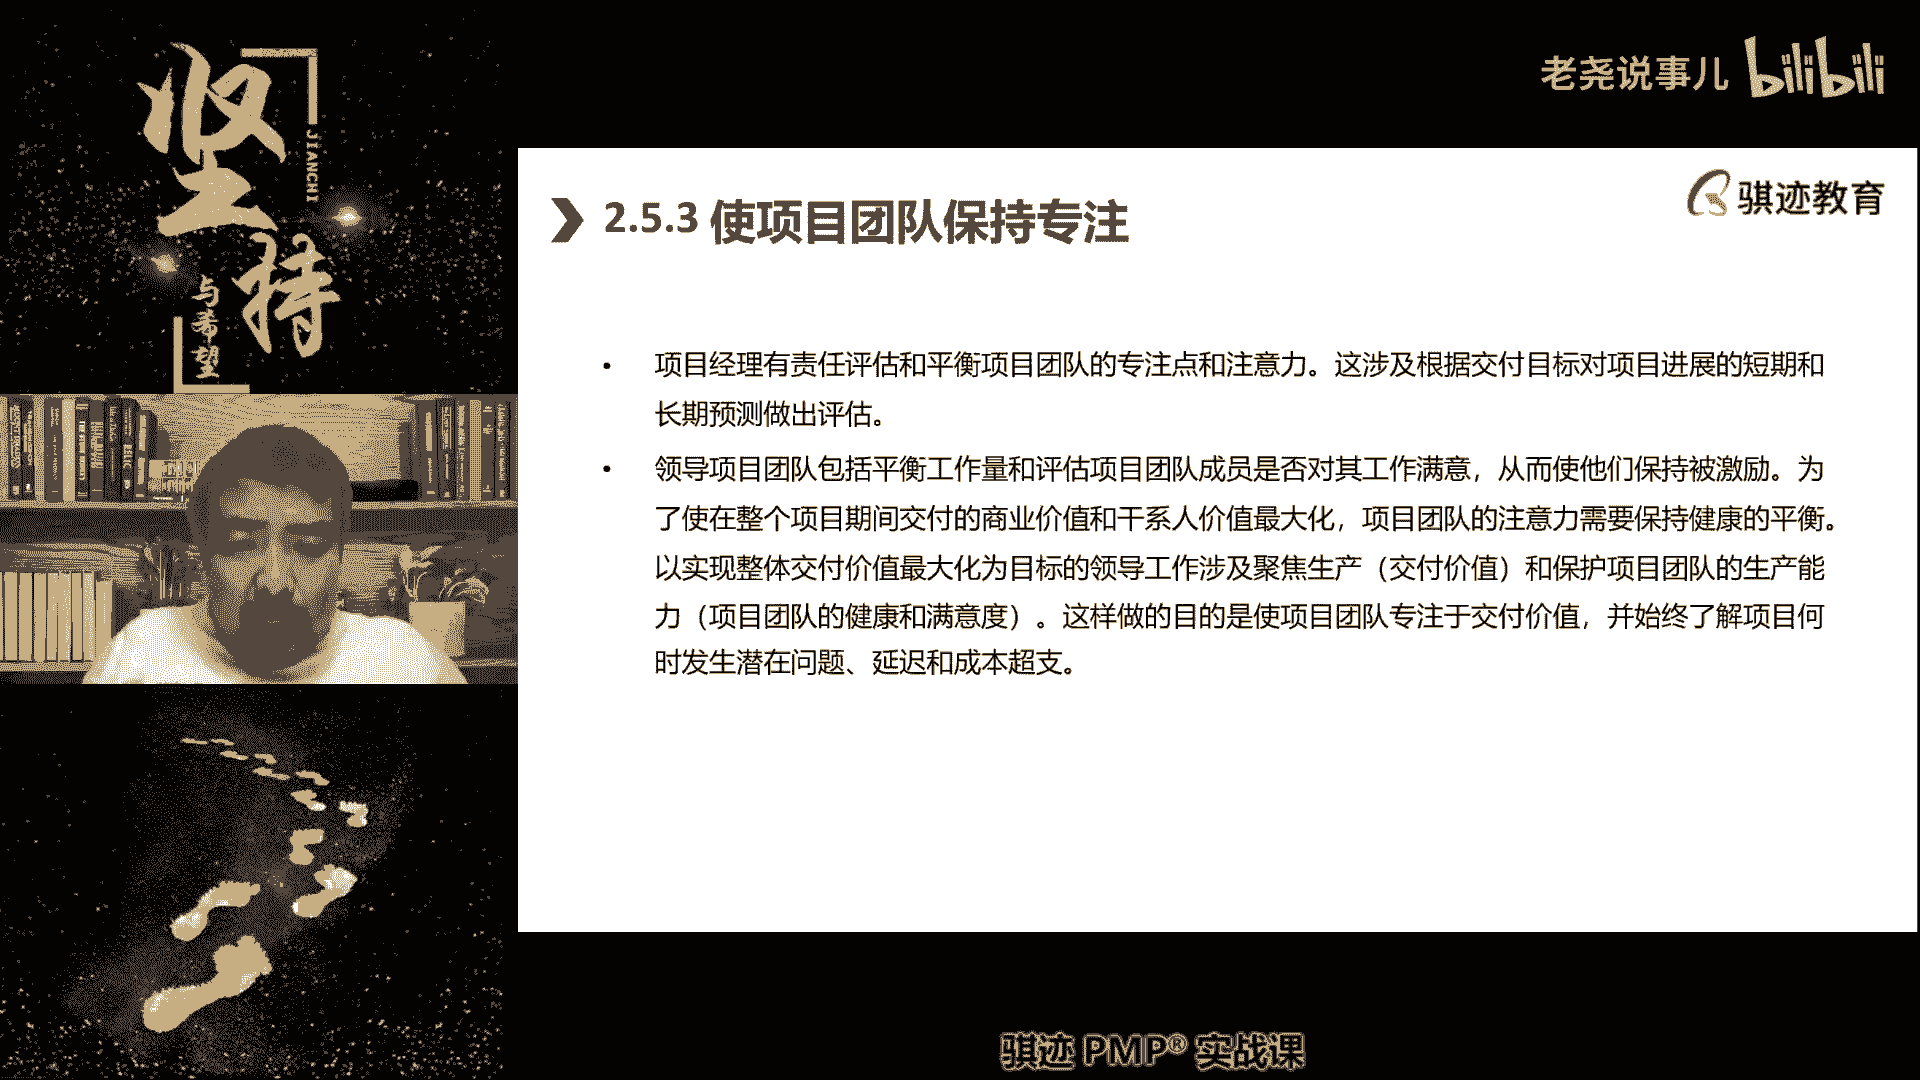 坚持
JIANCHI
与希望
老尧说事儿 bilibili
骐迹教育
2.5.3 使项目团队保持专注
• 项目经理有责任评估和平衡项目团队的专注点和注意力。这涉及根据交付目标对项目进展的短期和
长期预测做出评估。
• 领导项目团队包括平衡工作量和评估项目团队成员是否对其工作满意，从而使他们保持被激励。为
了使在整个项目期间交付的商业价值和干系人价值最大化，项目团队的注意力需要保持健康的平衡。
以实现整体交付价值最大化为目标的领导工作涉及聚焦生产（交付价值）和保护项目团队的生产能
力（项目团队的健康和满意度）。这样做的目的是使项目团队专注于交付价值，并始终了解项目何
时发生潜在问题、延迟和成本超支。
骐迹 PMP® 实战课